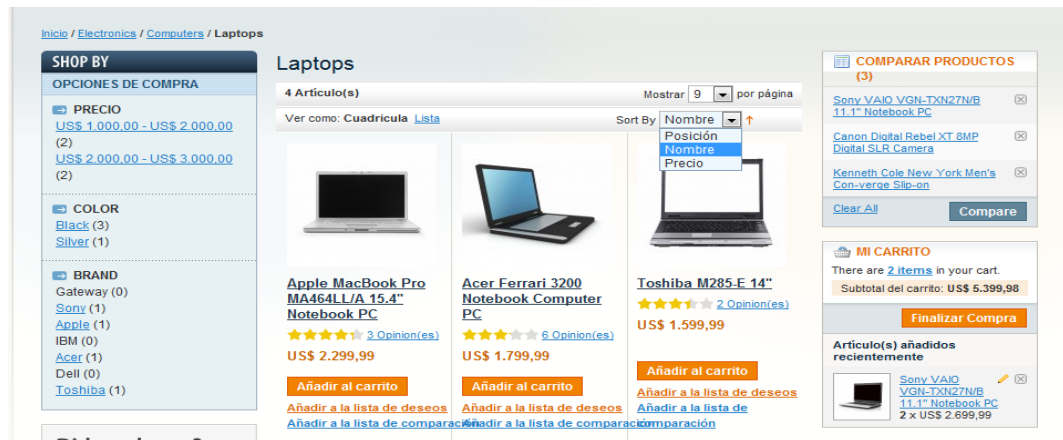 Inicio / Electronics / Computers / Laptops
SHOP BY
OPCIONES DE COMPRA
PRECIO
US$ 1.000,00 - US$ 2.000,00
(2)
US$ 2.000,00 - US$ 3.000,00
(2)
COLOR
Black (3)
Silver (1)
BRAND
Gateway (0)
Sony (1)
Apple (1)
IBM (0)
Acer (1)
Dell (0)
Toshiba (1)
Laptops
4 Artículo(s)
Mostrar 9 por página
Ver como: Cuadrícula Lista
Sort By Nombre
Posición
Nombre
Precio
Apple MacBook Pro
MA464LL/A 15.4"
Notebook PC
3 Opinion(es)
US$ 2.299,99
Añadir al carrito
Añadir a la lista de deseos
Añadir a la lista de comparación
Acer Ferrari 3200
Notebook Computer
PC
6 Opinion(es)
US$ 1.799,99
Añadir al carrito
Añadir a la lista de deseos
Añadir a la lista de comparación
Toshiba M285-E 14"
2 Opinion(es)
US$ 1.599,99
Añadir al carrito
Añadir a la lista de deseos
Añadir a la lista de
comparación
COMPARAR PRODUCTOS
(3)
Sony VAIO VGN-TXN27N/B
11.1" Notebook PC
Canon Digital Rebel XT 8MP
Digital SLR Camera
Kenneth Cole New York Men's
Con-verge Slip-on
Clear All
Compare
MI CARRITO
There are 2 items in your cart.
Subtotal del carrito: US$ 5.399,98
Finalizar Compra
Artículo(s) añadidos
recientemente
Sony VAIO
VGN-TXN27N/B
11.1" Notebook PC
2 x US$ 2.699,99